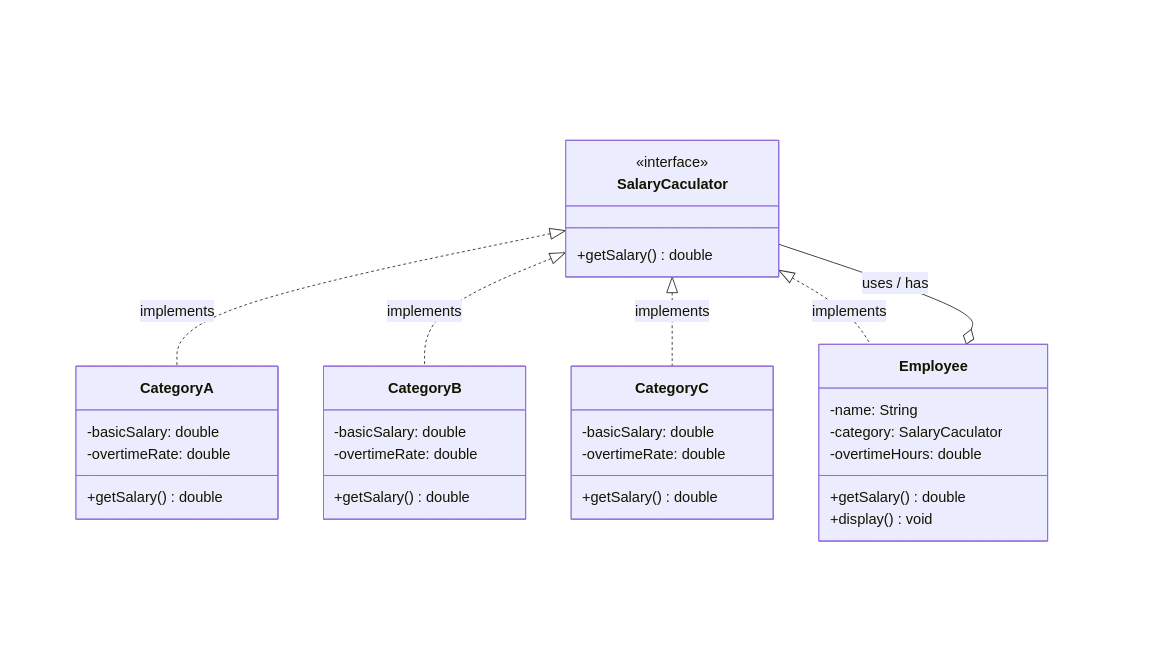 «interface»
SalaryCaculator
+getSalary() : double
uses / has
implements
implements
implements
implements
CategoryA
-basicSalary: double
-overtimeRate: double
+getSalary() : double
CategoryB
-basicSalary: double
-overtimeRate: double
+getSalary() : double
CategoryC
-basicSalary: double
-overtimeRate: double
+getSalary() : double
Employee
-name: String
-category: SalaryCaculator
-overtimeHours: double
+getSalary() : double
+display() : void